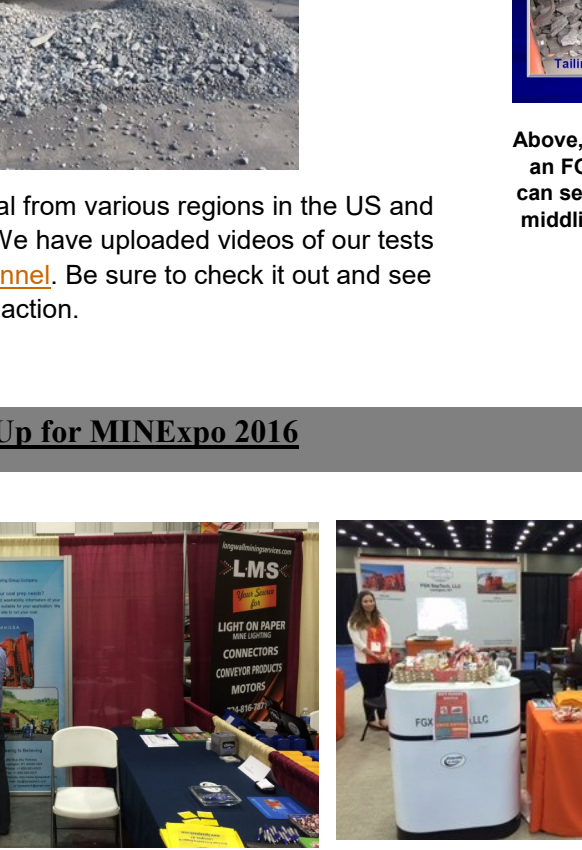 Tailin
Above,
an FG
can se
middli
al from various regions in the US and
We have uploaded videos of our tests
nnel. Be sure to check it out and see
action.
Up for MINExpo 2016
longwallminingservices.com
L·M·S
Your Source
for
LIGHT ON PAPER
MINE LIGHTING
CONNECTORS
CONVEYOR PRODUCTS
MOTORS
FGX SepTech, LLC
FGX
LLC